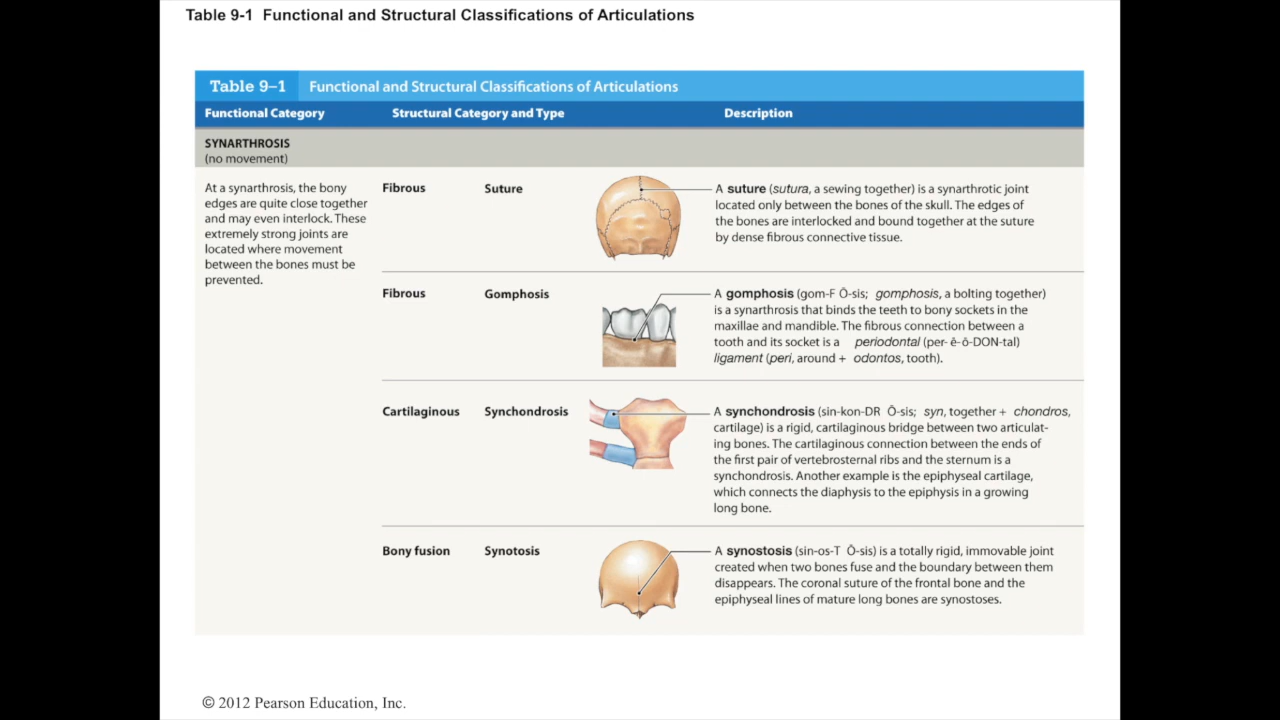 Table 9-1 Functional and Structural Classifications of Articulations
Table 9–1 Functional and Structural Classifications of Articulations
Functional Category Structural Category and Type Description
SYNARTHROSIS
(no movement)
At a synarthrosis, the bony
edges are quite close together
and may even interlock. These
extremely strong joints are
located where movement
between the bones must be
prevented.
Fibrous Suture
A suture (sutura, a sewing together) is a synarthrotic joint
located only between the bones of the skull. The edges of
the bones are interlocked and bound together at the suture
by dense fibrous connective tissue.
Fibrous Gomphosis
A gomphosis (gom-F Ō-sis; gomphosis, a bolting together)
is a synarthrosis that binds the teeth to bony sockets in the
maxillae and mandible. The fibrous connection between a
tooth and its socket is a periodontal (per-ē-ō-DON-tal)
ligament (peri, around + odontos, tooth).
Cartilaginous Synchondrosis
A synchondrosis (sin-kon-DR Ō-sis; syn, together + chondros,
cartilage) is a rigid, cartilaginous bridge between two articulat-
ing bones. The cartilaginous connection between the ends of
the first pair of vertebrosternal ribs and the sternum is a
synchondrosis. Another example is the epiphyseal cartilage,
which connects the diaphysis to the epiphysis in a growing
long bone.
Bony fusion Synotosis
A synostosis (sin-os-T Ō-sis) is a totally rigid, immovable joint
created when two bones fuse and the boundary between them
disappears. The coronal suture of the frontal bone and the
epiphyseal lines of mature long bones are synostoses.
© 2012 Pearson Education, Inc.